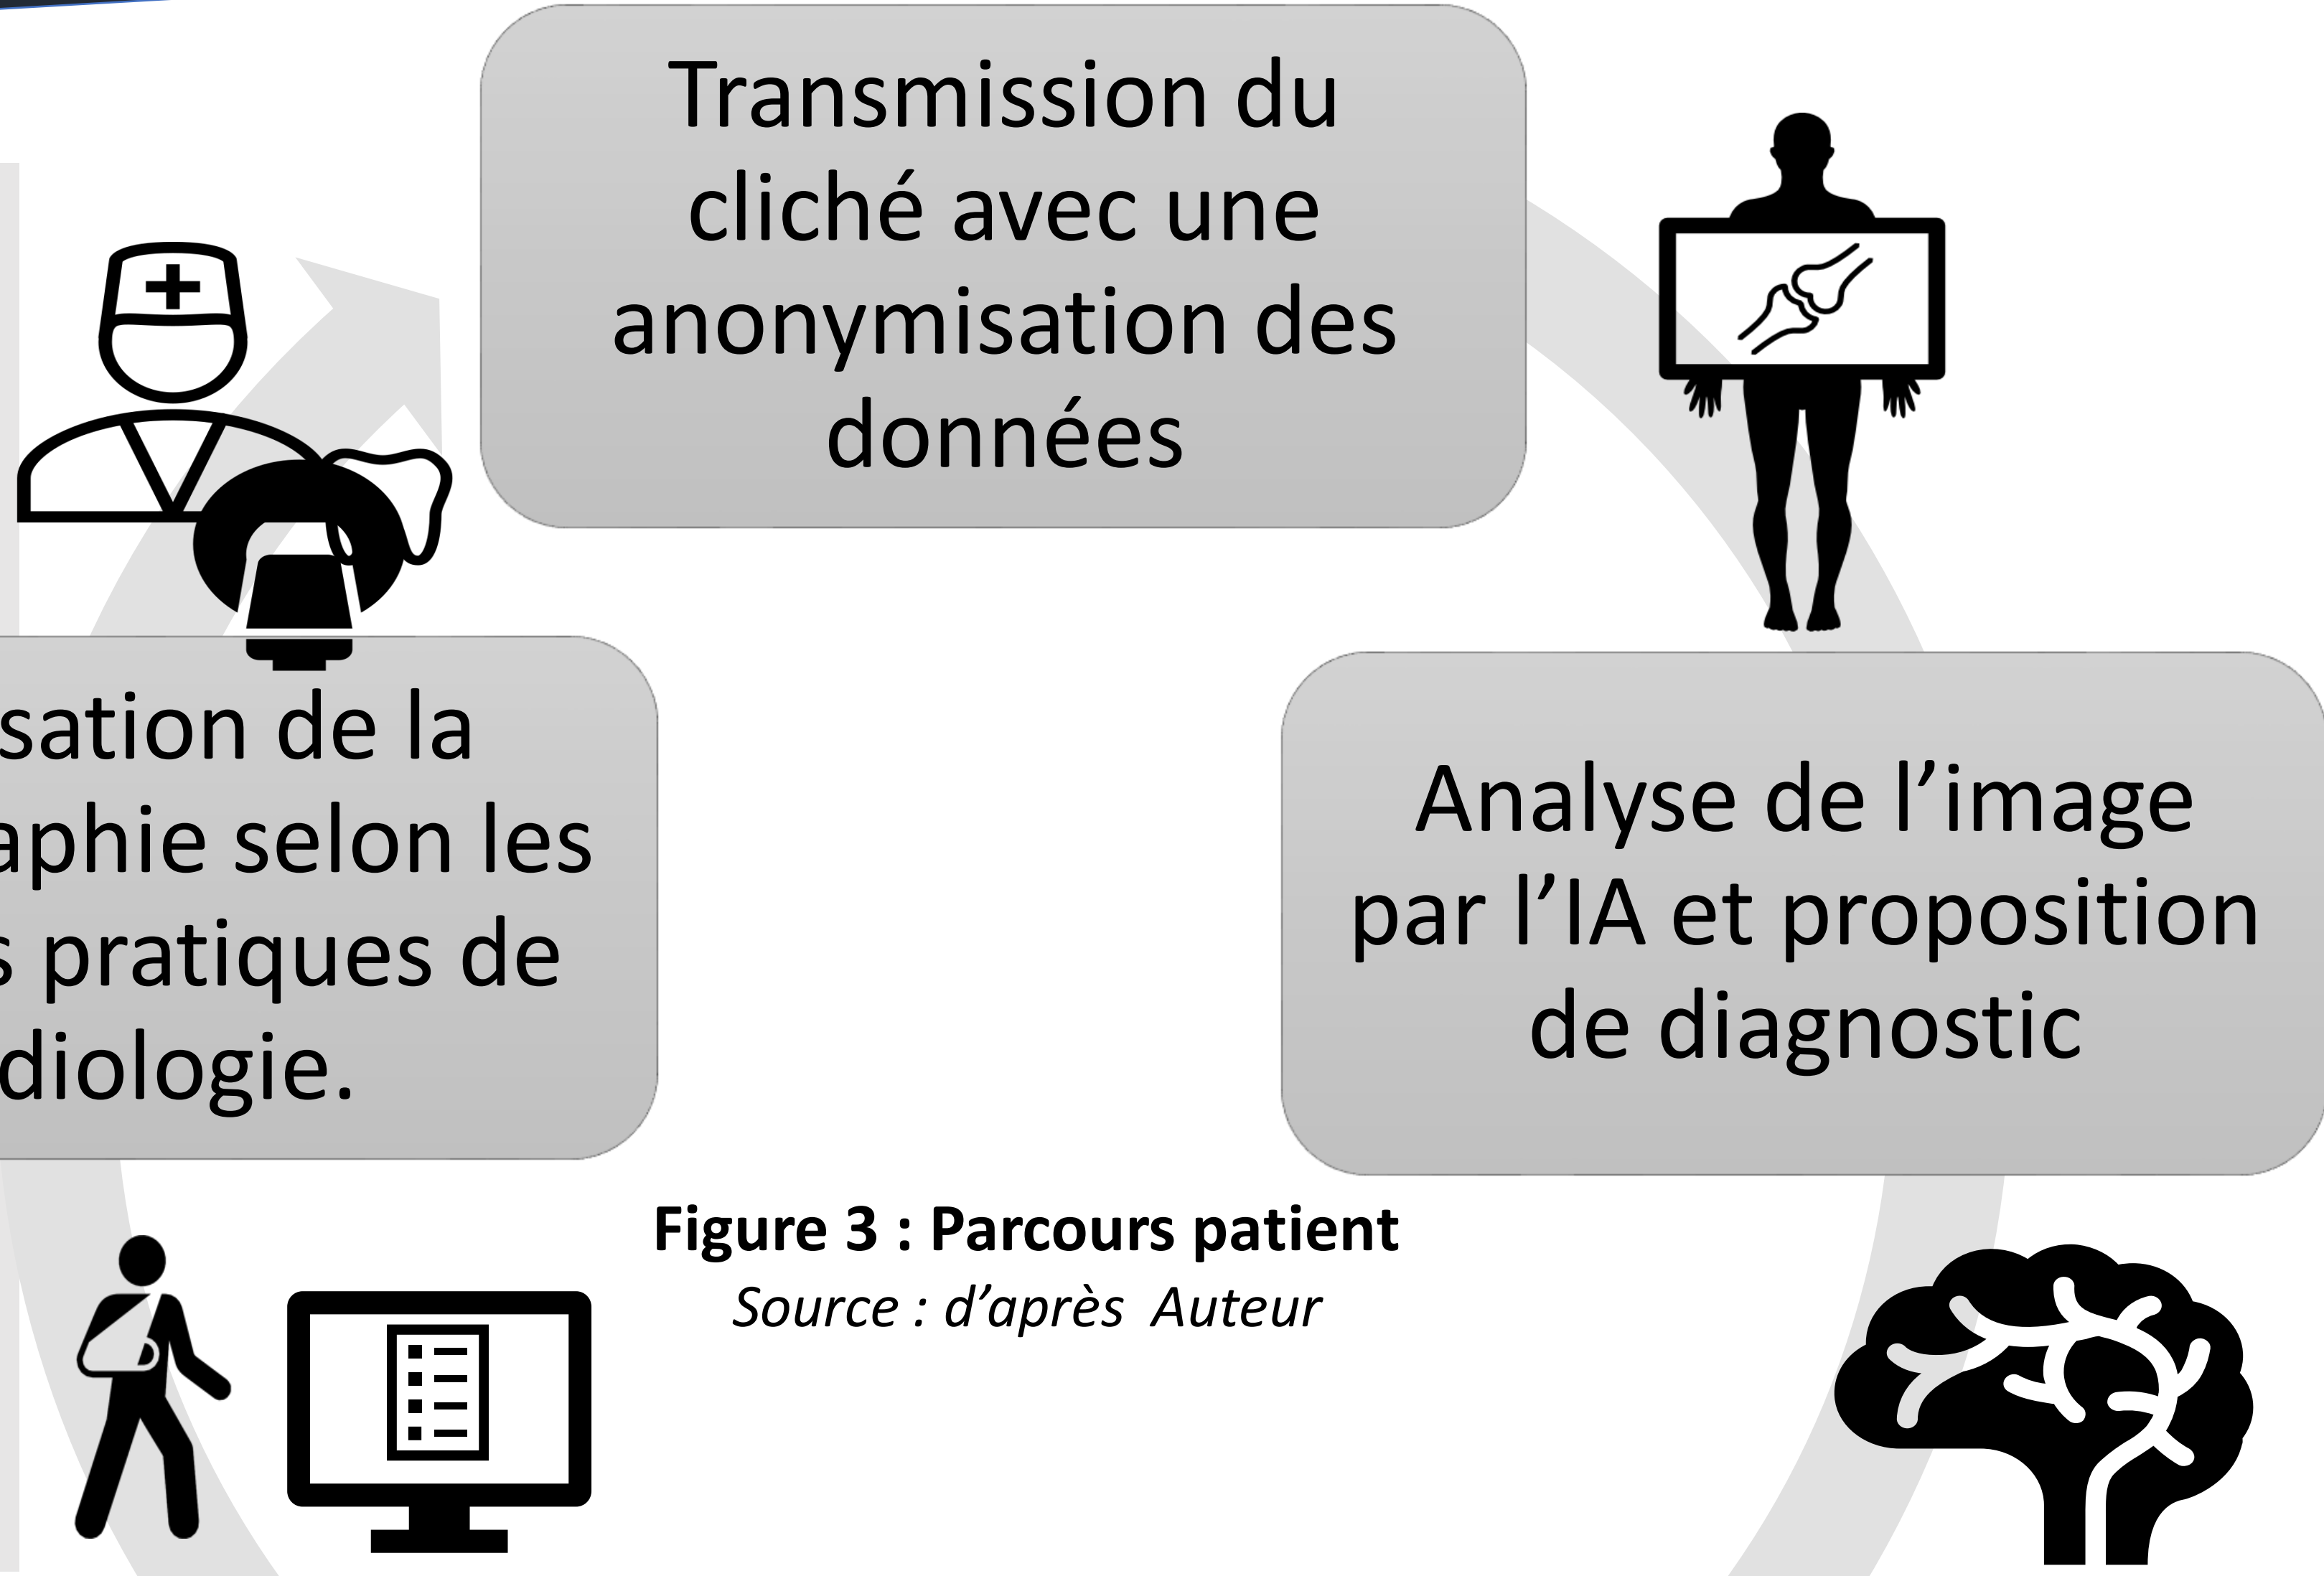 Transmission du
cliché avec une
anonymisation des
données
sation de la
aphie selon les
s pratiques de
diologie.
Analyse de l’image
par l’IA et proposition
de diagnostic
Figure 3 : Parcours patient
Source : d’après Auteur